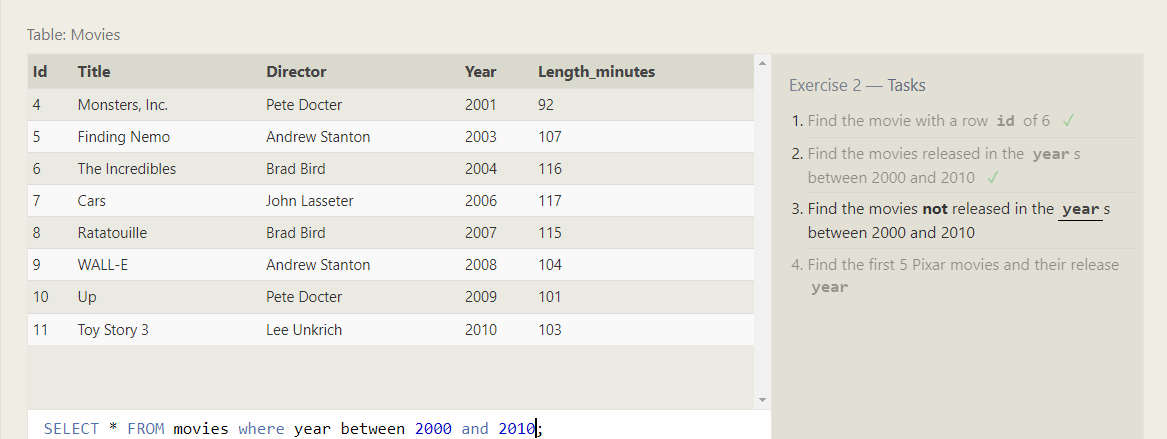 Table: Movies
Id Title Director Year Length_minutes
4 Monsters, Inc. Pete Docter 2001 92
5 Finding Nemo Andrew Stanton 2003 107
6 The Incredibles Brad Bird 2004 116
7 Cars John Lasseter 2006 117
8 Ratatouille Brad Bird 2007 115
9 WALL-E Andrew Stanton 2008 104
10 Up Pete Docter 2009 101
11 Toy Story 3 Lee Unkrich 2010 103
SELECT * FROM movies where year between 2000 and 2010;
Exercise 2 — Tasks
1. Find the movie with a row id of 6 ✓
2. Find the movies released in the year s
between 2000 and 2010 ✓
3. Find the movies not released in the year s
between 2000 and 2010
4. Find the first 5 Pixar movies and their release
year